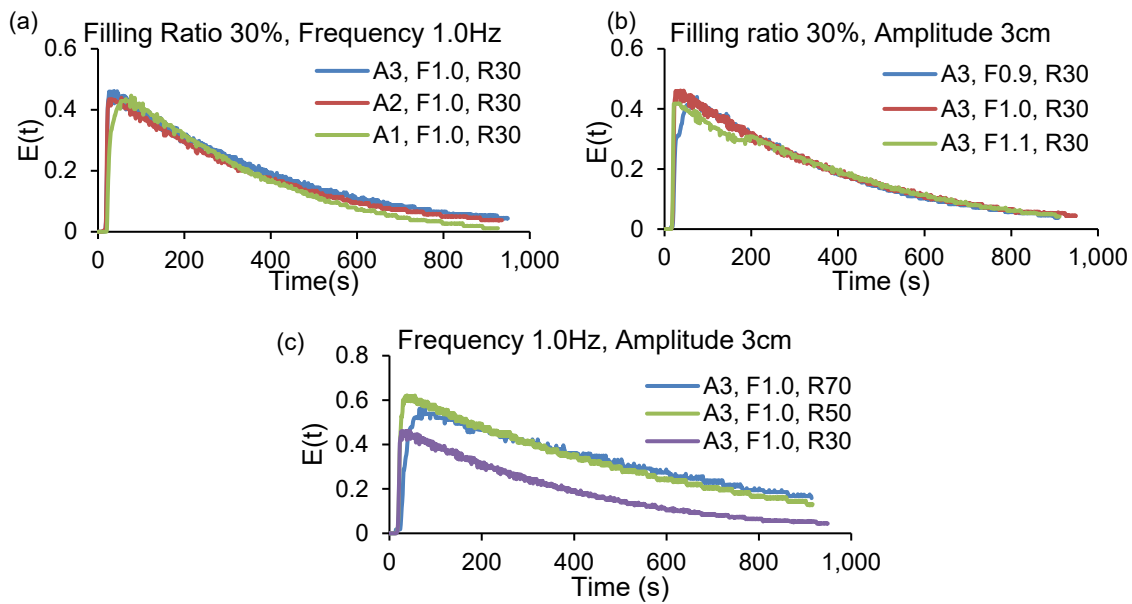 (a)
Filling Ratio 30%, Frequency 1.0Hz
0.6
0.4
0.2
0
E(t)
A3, F1.0, R30
A2, F1.0, R30
A1, F1.0, R30
0 200 400 600 800 1,000
Time(s)
(b)
Filling ratio 30%, Amplitude 3cm
0.6
0.4
0.2
0
E(t)
A3, F0.9, R30
A3, F1.0, R30
A3, F1.1, R30
0 200 400 600 800 1,000
Time (s)
(c)
Frequency 1.0Hz, Amplitude 3cm
0.8
0.6
0.4
0.2
0
E(t)
A3, F1.0, R70
A3, F1.0, R50
A3, F1.0, R30
0 200 400 600 800 1,000
Time (s)